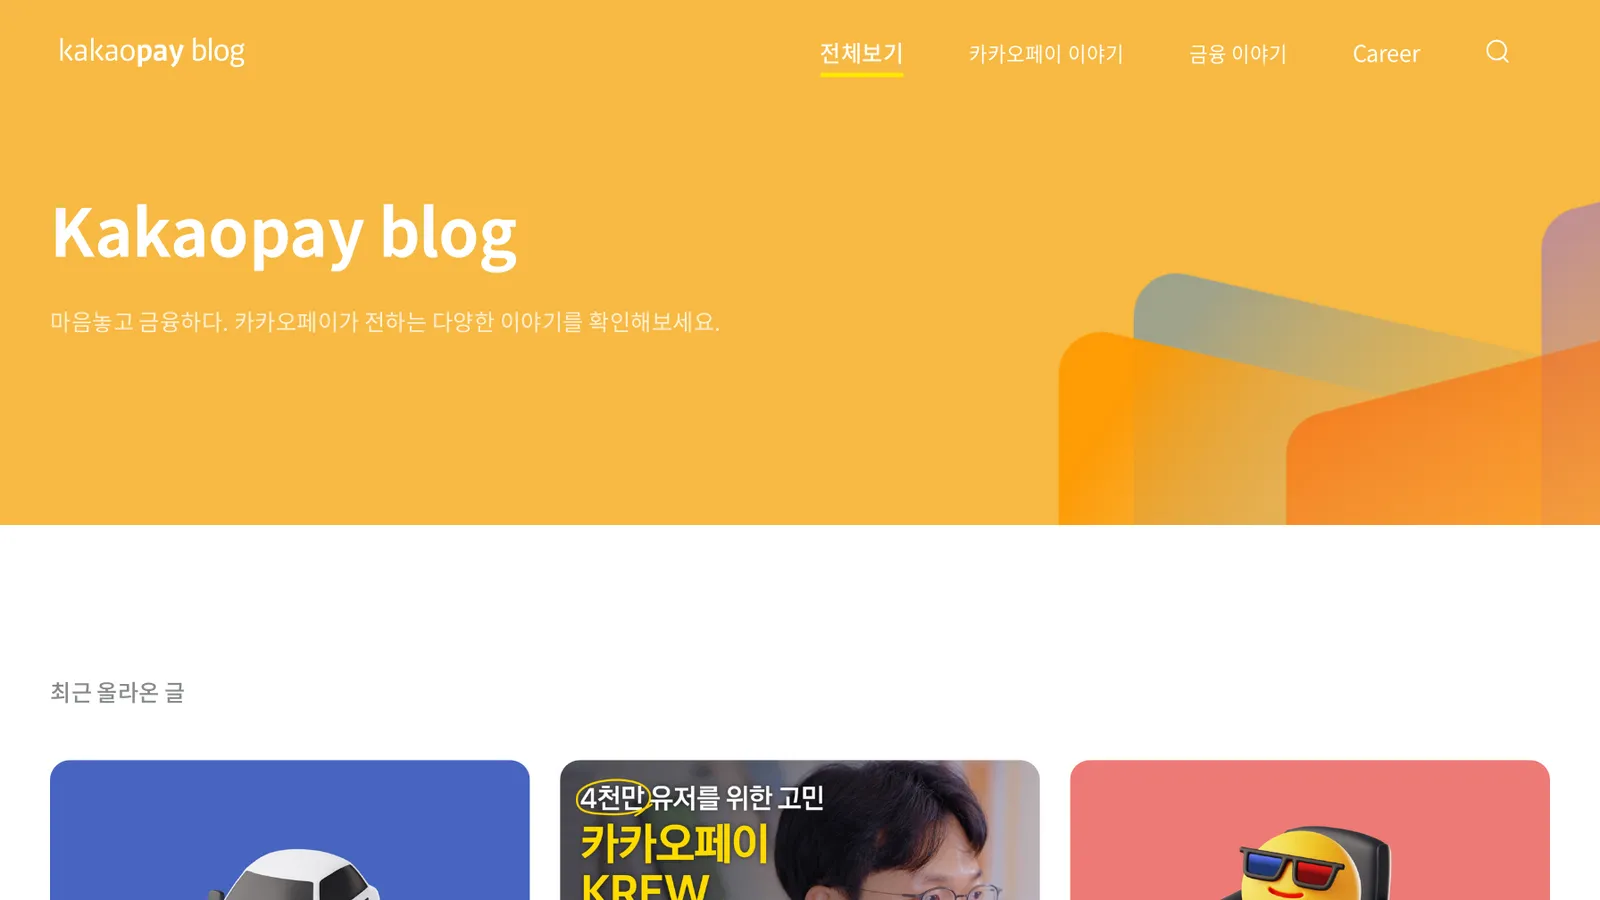 kakaopay blog
전체보기
카카오페이 이야기
금융 이야기
Career
Kakaopay blog
마음놓고 금융하다. 카카오페이가 전하는 다양한 이야기를 확인해보세요.
최근 올라온 글
4천만 유저를 위한 고민
카카오페이
KREW